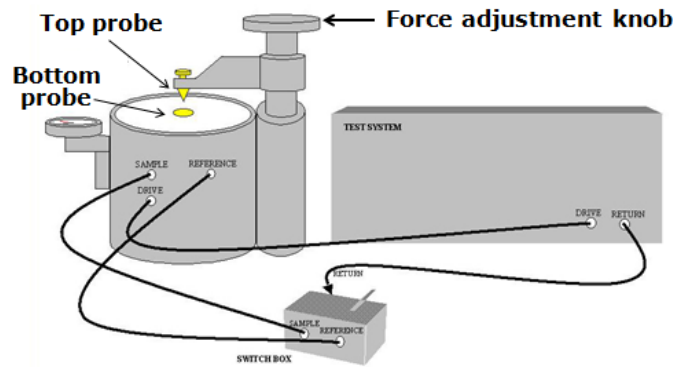 Top probe
Force adjustment knob
Bottom
probe
TEST SYSTEM
SAMPLE REFERENCE
DRIVE
DRIVE RETURN
RETURN
SAMPLE REFERENCE
SWITCH BOX